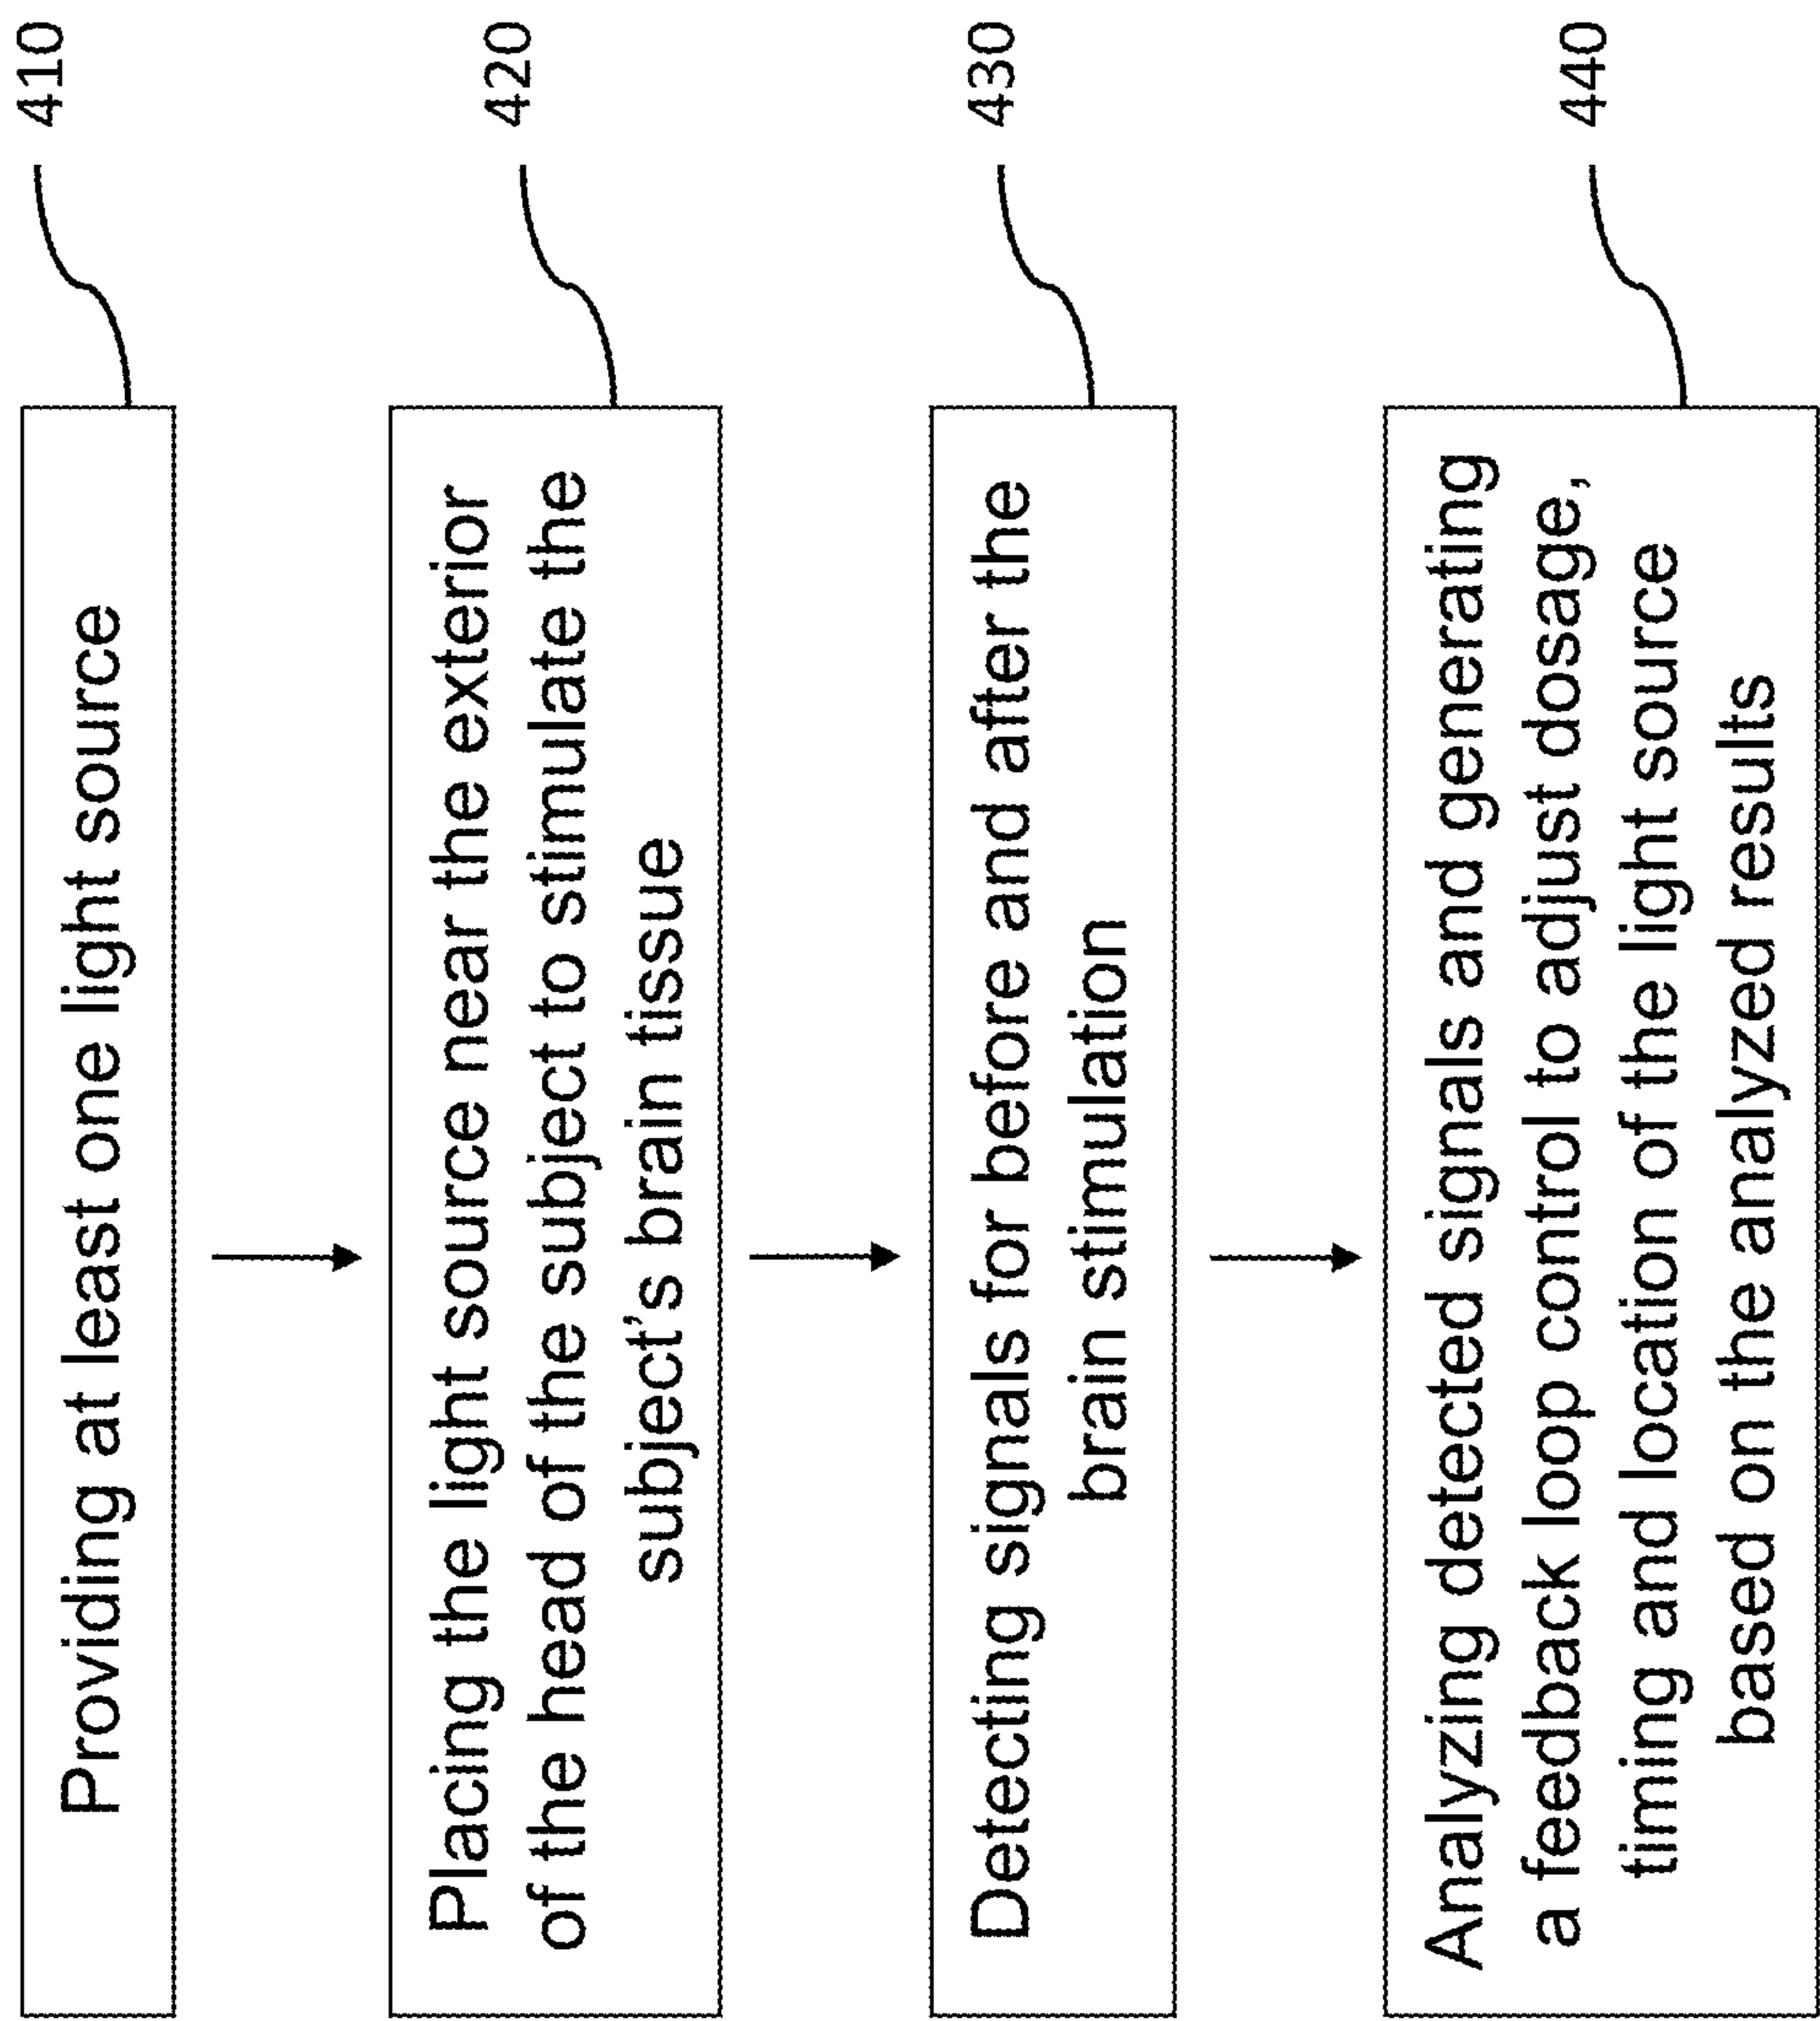 Providing at least one light source
410
Placing the light source near the exterior
of the head of the subject to stimulate the
subject's brain tissue
420
Detecting signals for before and after the
brain stimulation
430
Analyzing detected signals and generating
a feedback loop control to adjust dosage,
timing and location of the light source
based on the analyzed results
440